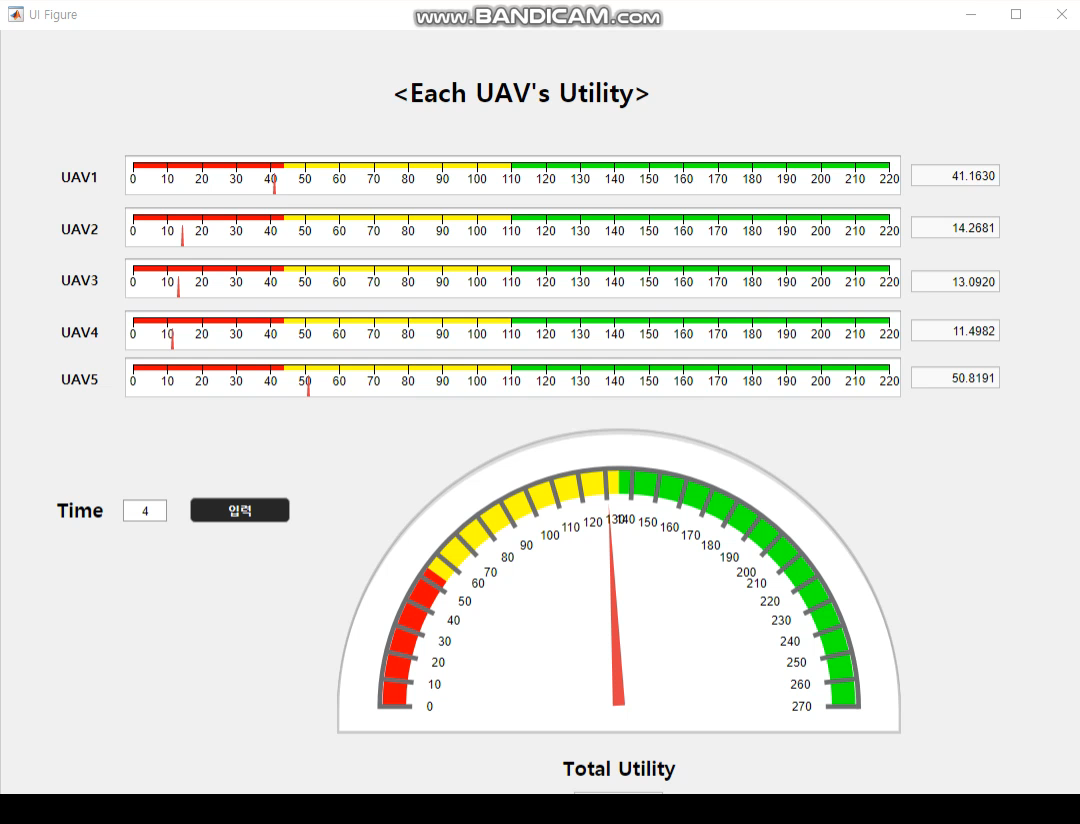 UI Figure
www.BANDICAM.com
<Each UAV's Utility>
UAV1
0 10 20 30 40 50 60 70 80 90 100 110 120 130 140 150 160 170 180 190 200 210 220
41.1630
UAV2
0 10 20 30 40 50 60 70 80 90 100 110 120 130 140 150 160 170 180 190 200 210 220
14.2681
UAV3
0 10 20 30 40 50 60 70 80 90 100 110 120 130 140 150 160 170 180 190 200 210 220
13.0920
UAV4
0 10 20 30 40 50 60 70 80 90 100 110 120 130 140 150 160 170 180 190 200 210 220
11.4982
UAV5
0 10 20 30 40 50 60 70 80 90 100 110 120 130 140 150 160 170 180 190 200 210 220
50.8191
Time 4 입력
0 10 20 30 40 50 60 70 80 90 100 110 120 130 140 150 160 170 180 190 200 210 220 230 240 250 260 270
Total Utility